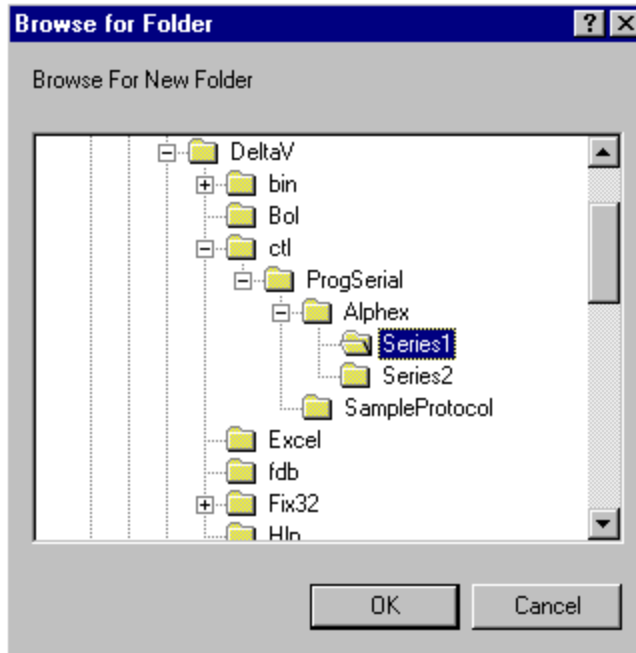 Browse for Folder
Browse For New Folder
DeltaV
bin
Bol
ctl
ProgSerial
Alphex
Series1
Series2
SampleProtocol
Excel
fdb
Fix32
Hlp
OK Cancel